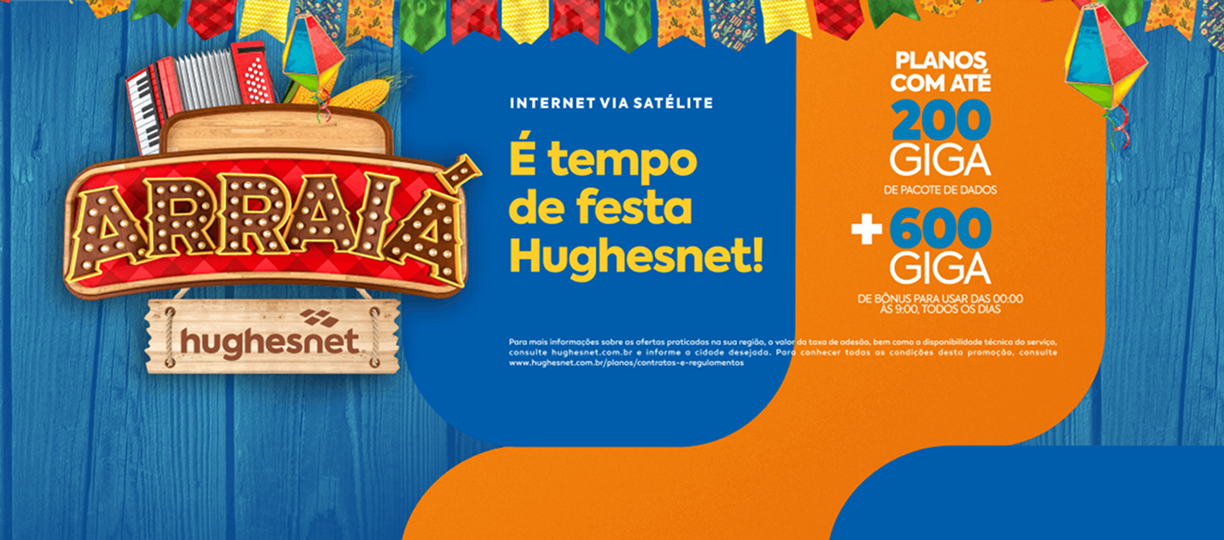 ARRAIÁ
hughesnet
INTERNET VIA SATÉLITE
É tempo
de festa
Hughesnet!
PLANOS
COM ATÉ
200
GIGA
DE PACOTE DE DADOS
+600
GIGA
DE BÔNUS PARA USAR DAS 00:00
ÀS 9:00, TODOS OS DIAS
Para mais informações sobre as ofertas praticadas na sua região, o valor da taxa de adesão, bem como a disponibilidade técnica do serviço,
consulte hughesnet.com.br e informe a cidade desejada. Para conhecer todas as condições desta promoção, consulte
www.hughesnet.com.br/planos/contratos-e-regulamentos